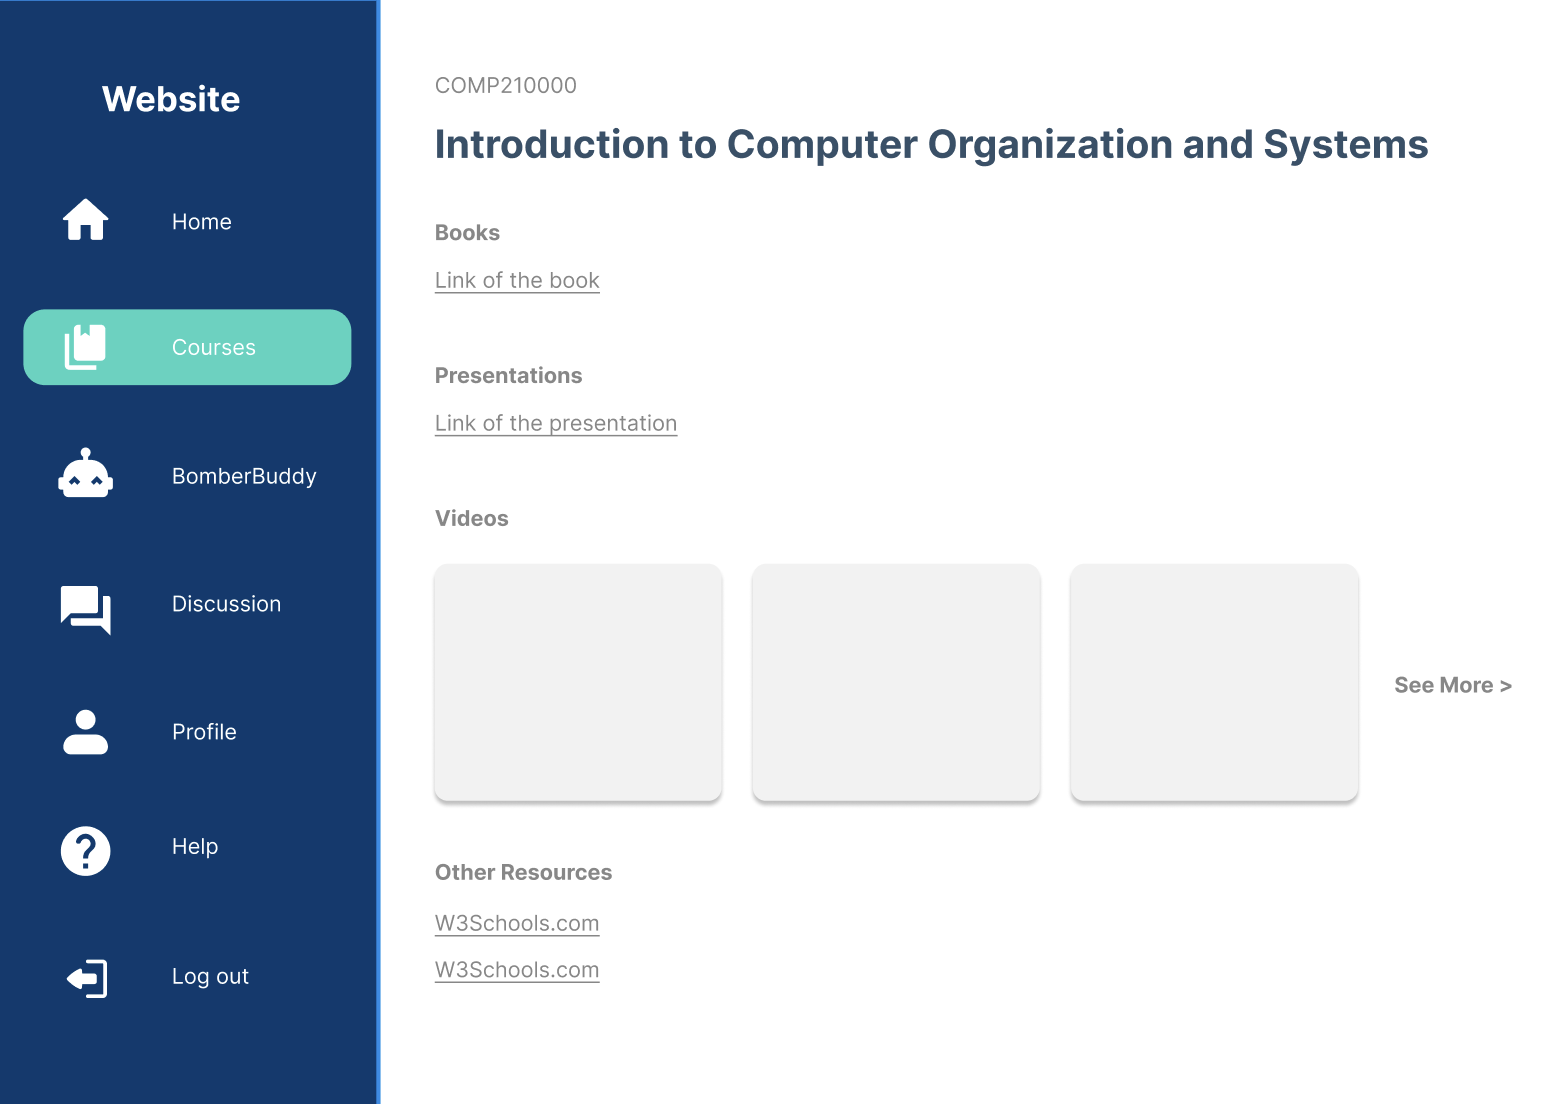 Website
Home
Courses
BomberBuddy
Discussion
Profile
Help
Log out
COMP210000
Introduction to Computer Organization and Systems
Books
Link of the book
Presentations
Link of the presentation
Videos
See More >
Other Resources
W3Schools.com
W3Schools.com